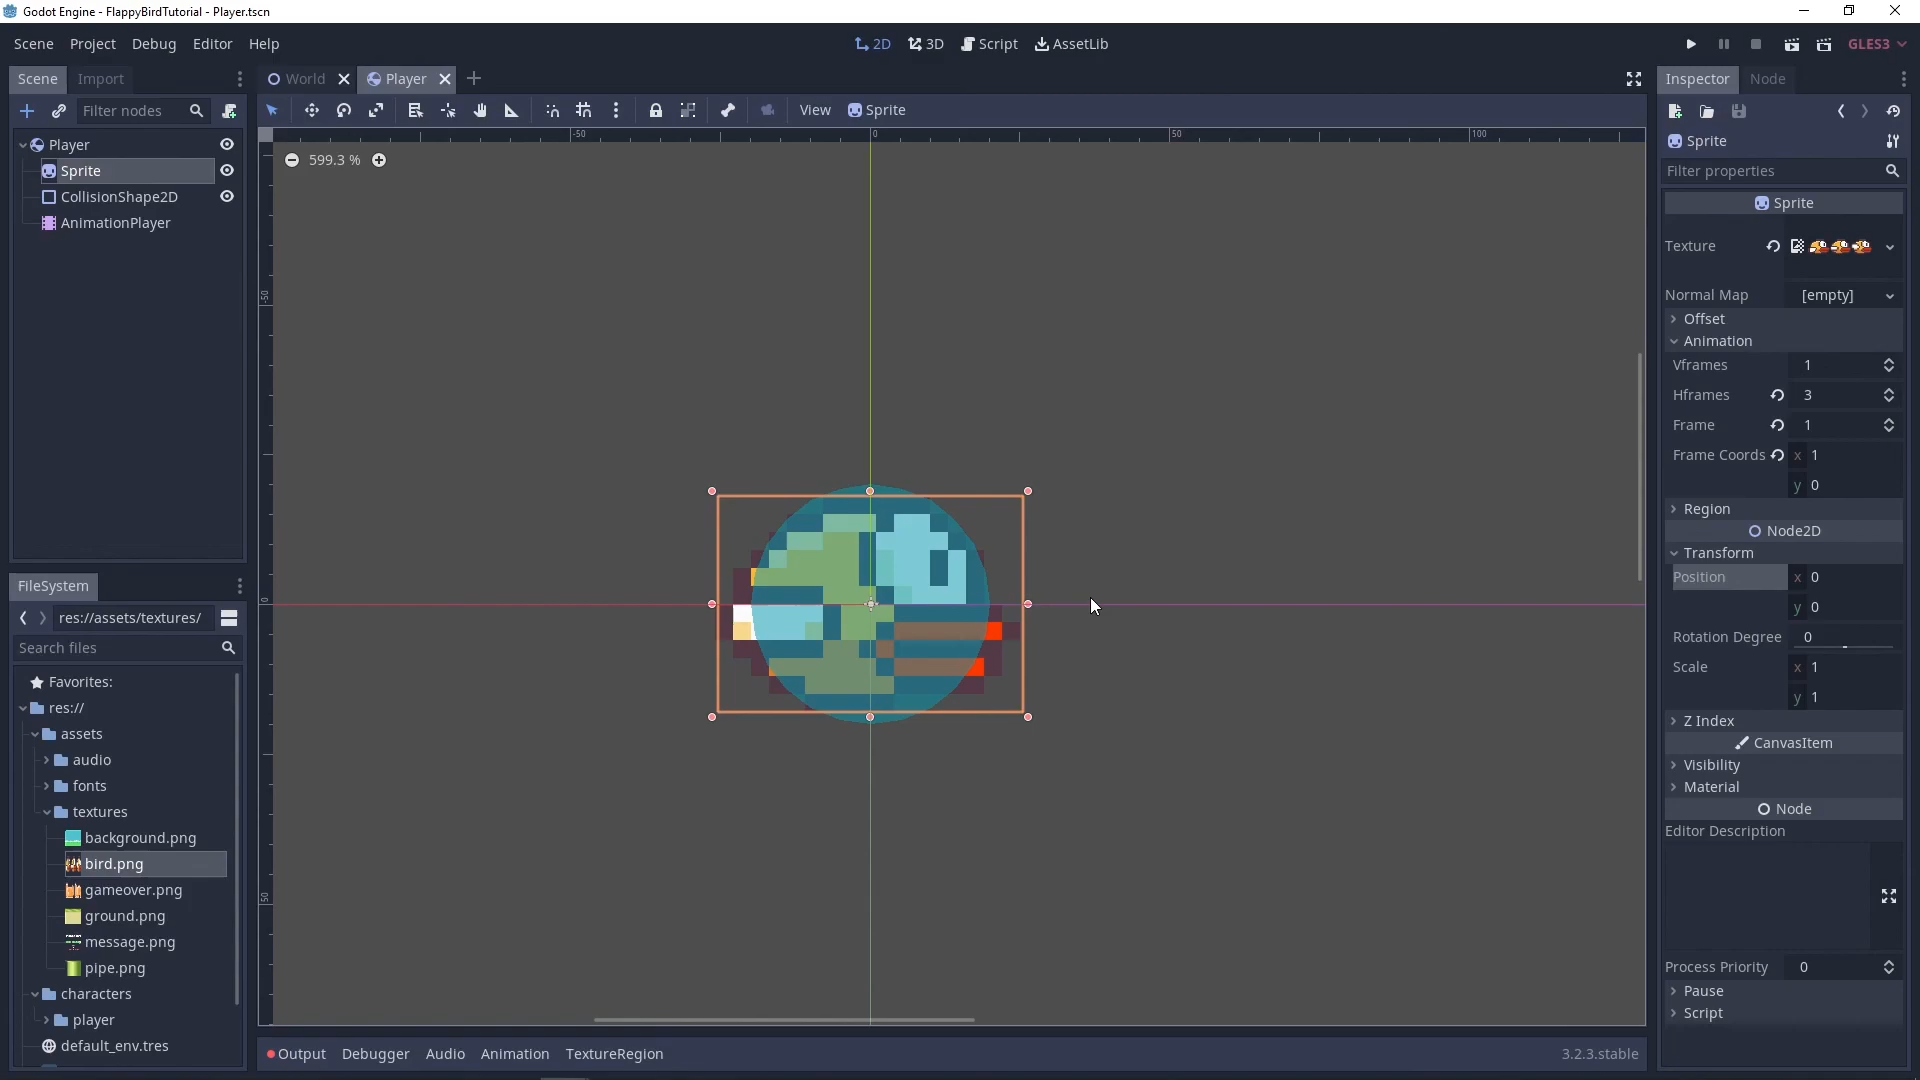 Godot Engine - FlappyBirdTutorial - Player.tscn
Scene Project Debug Editor Help
2D 3D Script AssetLib
GLES3
Scene Import
World Player
Inspector Node
Filter nodes
View Sprite
Player
Sprite
CollisionShape2D
AnimationPlayer
-50 0 50 100
-50
0
50
599.3 %
Sprite
Filter properties
Sprite
Texture
Normal Map [empty]
Offset
Animation
Vframes 1
Hframes 3
Frame 1
Frame Coords x 1
y 0
Region
Node2D
Transform
Position x 0
y 0
Rotation Degree 0
Scale x 1
y 1
Z Index
CanvasItem
Visibility
Material
Node
Editor Description
Process Priority 0
Pause
Script
FileSystem
res://assets/textures/
Search files
Favorites:
res://
assets
audio
fonts
textures
background.png
bird.png
gameover.png
ground.png
message.png
pipe.png
characters
player
default_env.tres
Output Debugger Audio Animation TextureRegion
3.2.3.stable